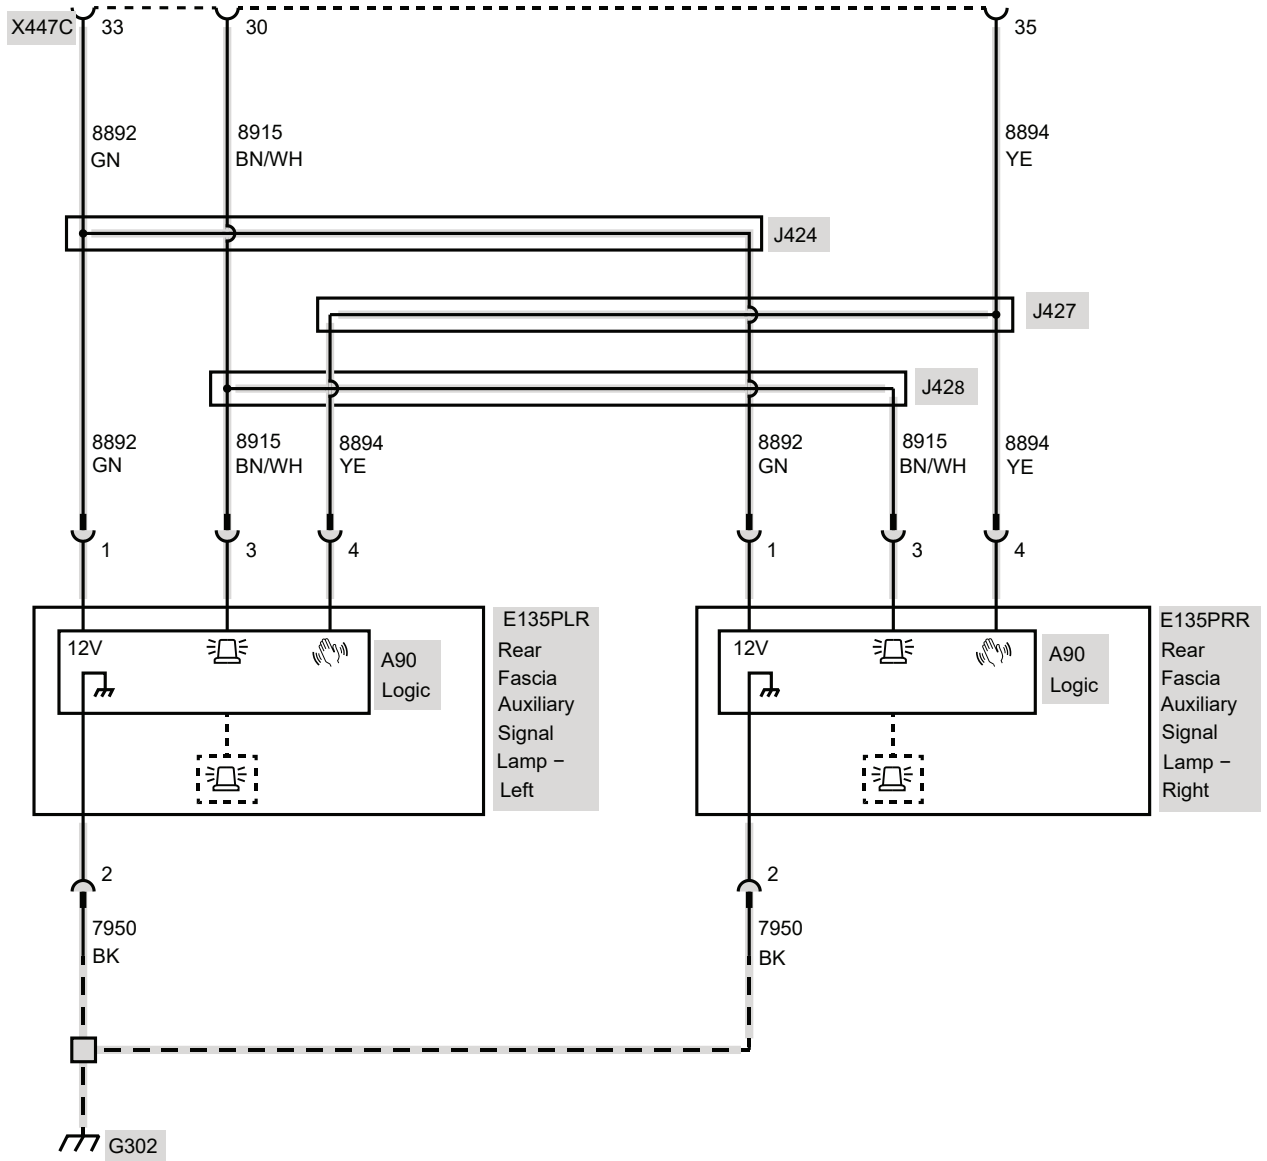 X447C 33 30 35
8892 8915 8894
GN BN/WH YE
J424
J427
J428
8892 8915 8894 8892 8915 8894
GN BN/WH YE GN BN/WH YE
1 3 4 1 3 4
12V
A90
Logic
E135PLR
Rear
Fascia
Auxiliary
Signal
Lamp –
Left
12V
A90
Logic
E135PRR
Rear
Fascia
Auxiliary
Signal
Lamp –
Right
2 2
7950 7950
BK BK
G302